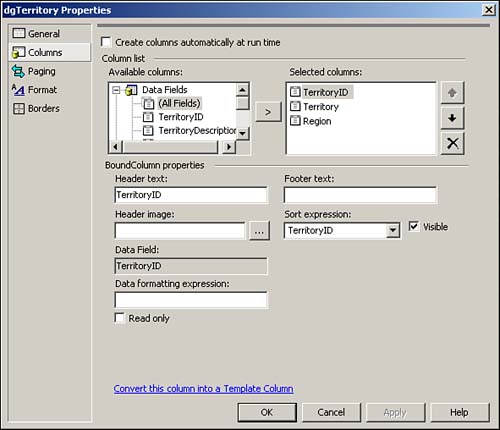 dgTerritory Properties
General
Columns
Paging
Format
Borders
Create columns automatically at run time
Column list
Available columns:
Selected columns:
Data Fields
(All Fields)
TerritoryID
TerritoryDescription
>
TerritoryID
Territory
Region
BoundColumn properties
Header text:
Footer text:
TerritoryID
Header image:
Sort expression:
...
TerritoryID
Visible
Data Field:
TerritoryID
Data formatting expression:
Read only
Convert this column into a Template Column
OK
Cancel
Apply
Help